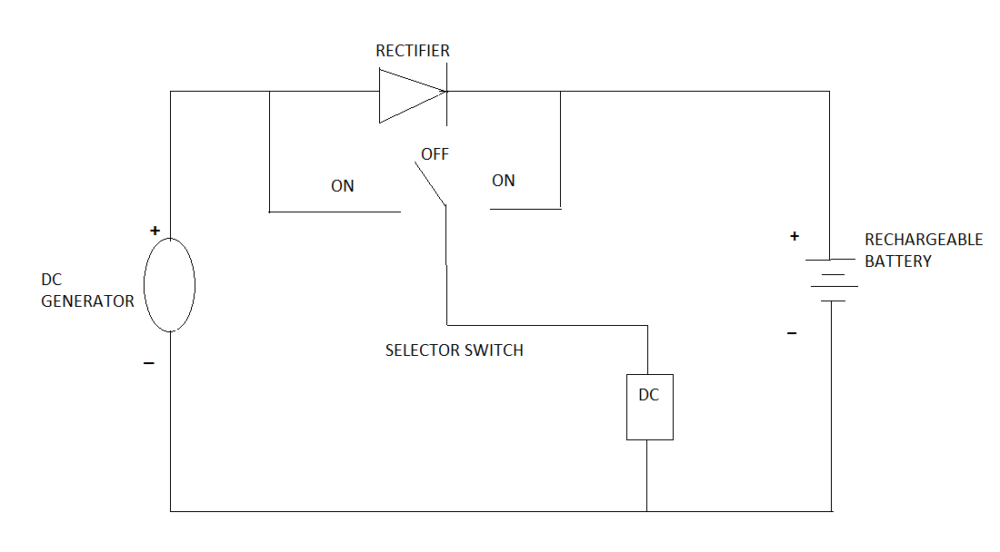 RECTIFIER
OFF
ON
ON
+
+
RECHARGEABLE
BATTERY
DC
GENERATOR
–
–
SELECTOR SWITCH
DC